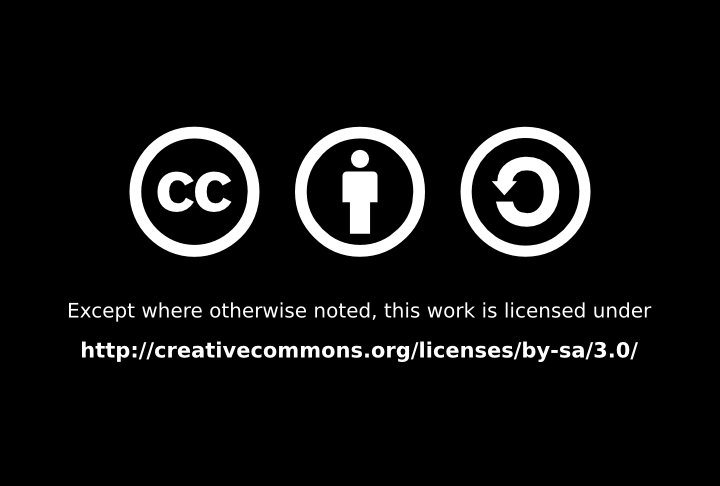 cc
Except where otherwise noted, this work is licensed under
http://creativecommons.org/licenses/by-sa/3.0/